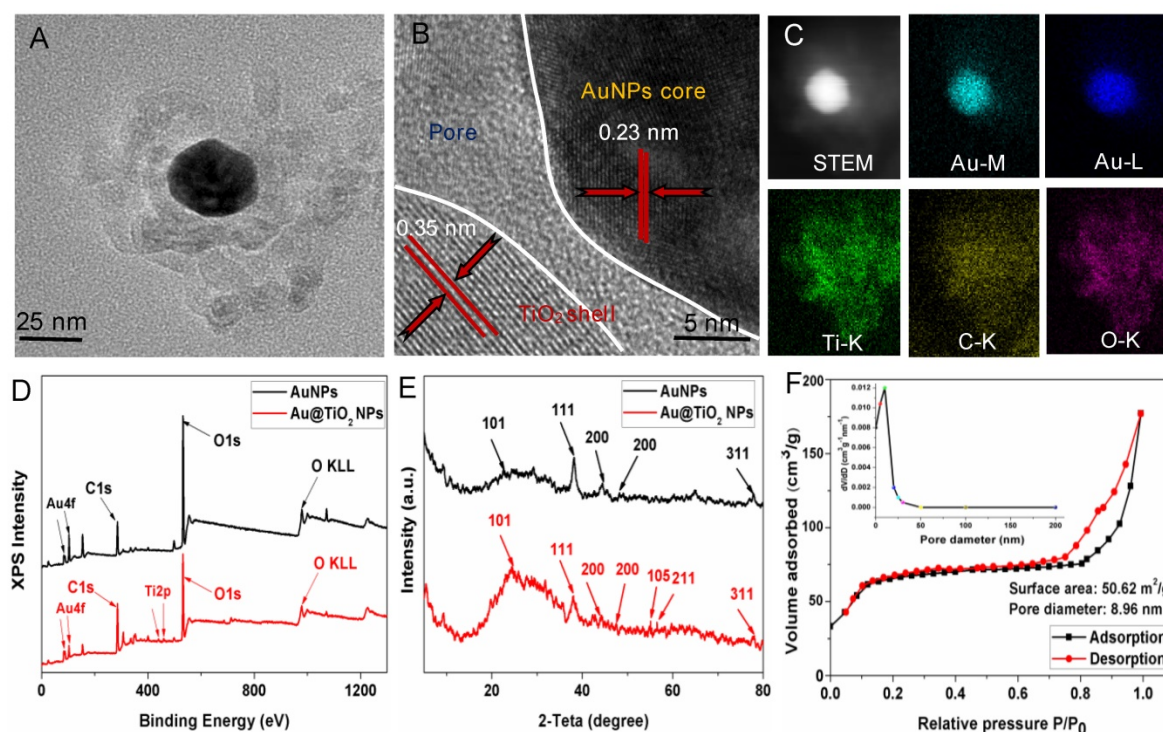 A
25 nm
B
AuNPs core
Pore
0.23 nm
0.35 nm
TiO₂ shell
5 nm
C
STEM
Au-M
Au-L
Ti-K
C-K
O-K
D
AuNPs
Au@TiO₂ NPs
O1s
O KLL
C1s
Au4f
C1s
Ti2p
O1s
O KLL
Au4f
XPS Intensity
0
400
800
1200
Binding Energy (eV)
E
AuNPs
Au@TiO₂ NPs
101
111
200
200
311
101
111
200
200
105
211
311
Intensity (a.u.)
20
40
60
80
2-Teta (degree)
F
200
150
100
50
0
Volume adsorbed (cm³/g)
0.012
0.010
0.008
0.006
0.004
0.002
0.000
dV/dD (cm³g⁻¹nm⁻¹)
0
50
100
150
200
Pore diameter (nm)
Surface area: 50.62 m²/g
Pore diameter: 8.96 nm
Adsorption
Desorption
0.0
0.2
0.4
0.6
0.8
1.0
Relative pressure P/P₀